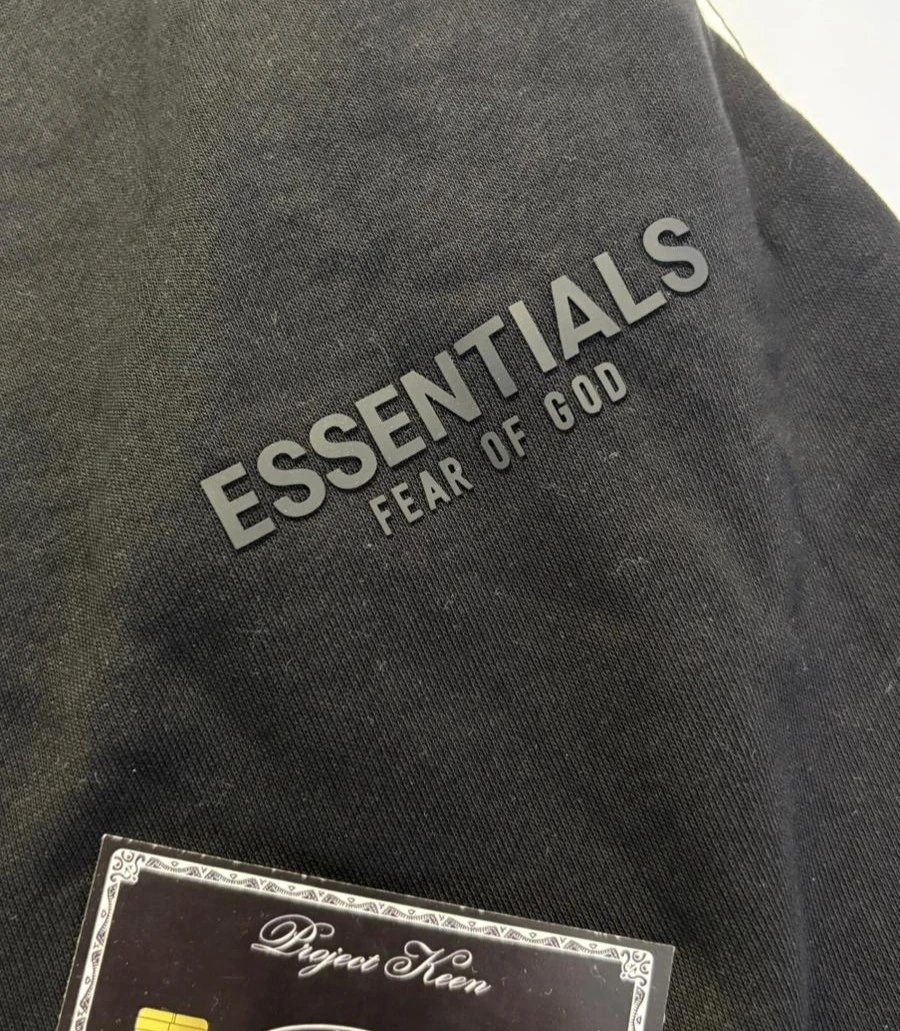 ESSENTIALS
FEAR OF GOD
Project Keen